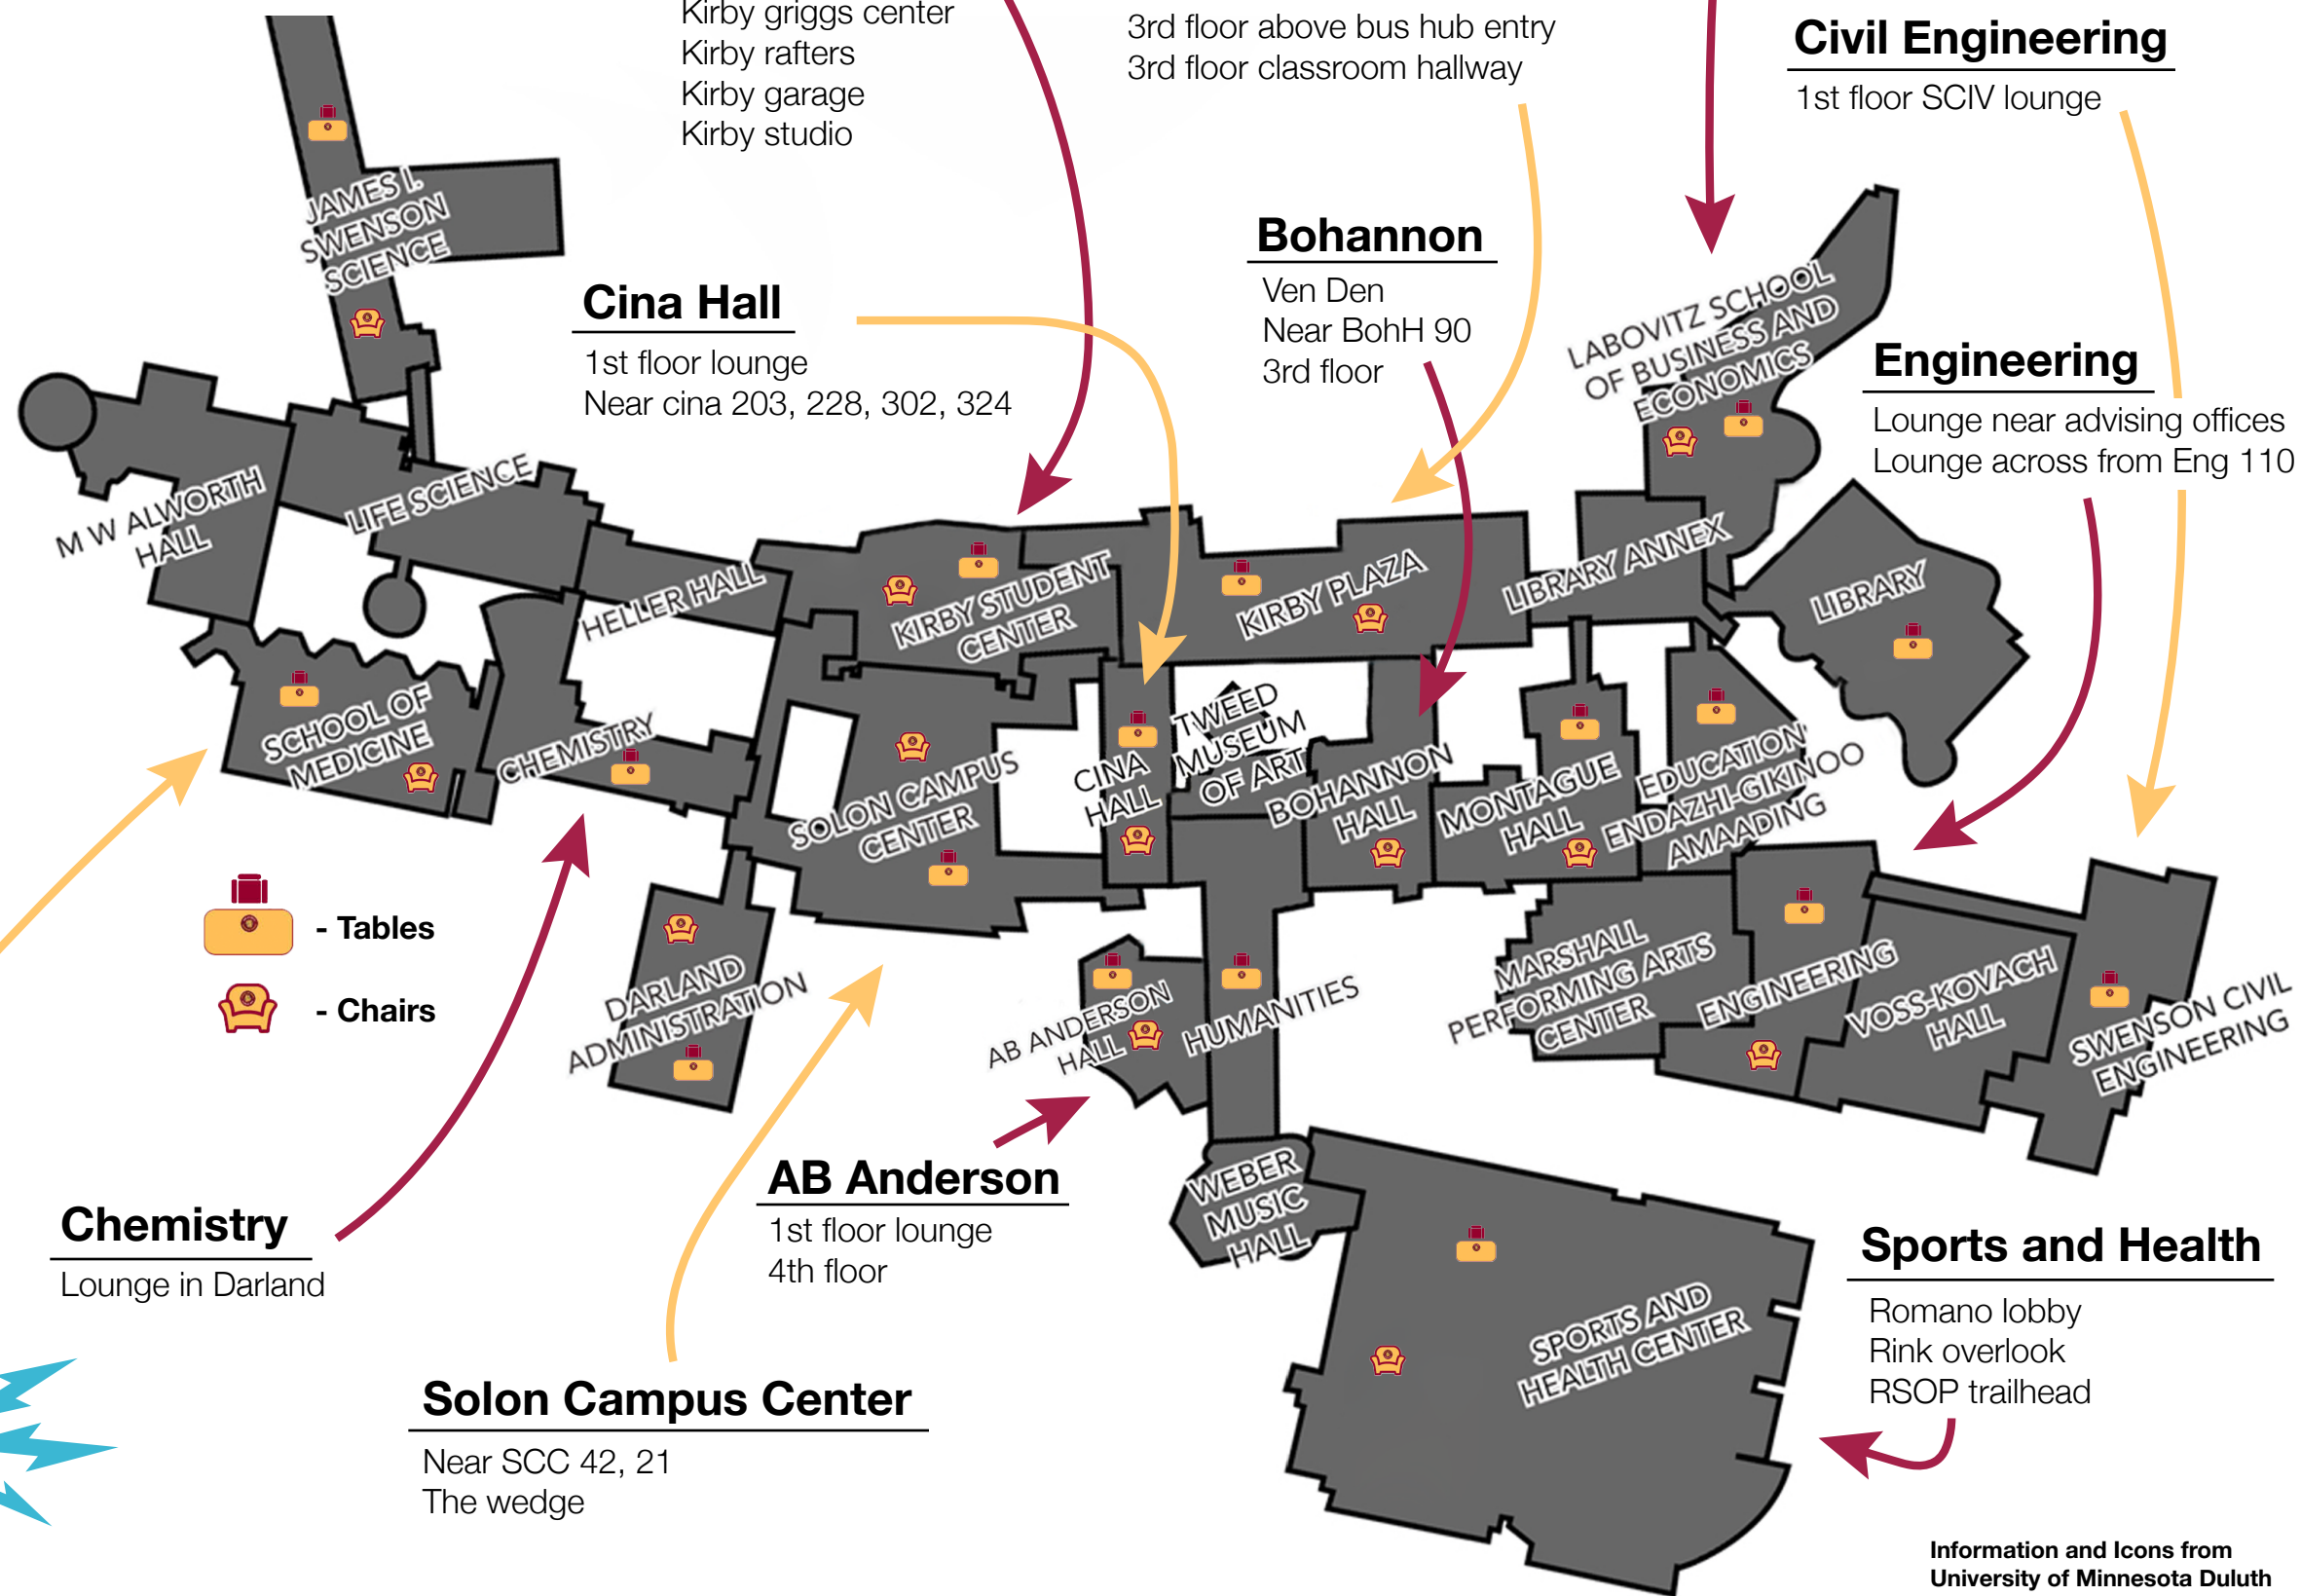 Kirby griggs center
Kirby rafters
Kirby garage
Kirby studio
3rd floor above bus hub entry
3rd floor classroom hallway
Civil Engineering
1st floor SCIV lounge
Bohannon
Ven Den
Near BohH 90
3rd floor
Cina Hall
1st floor lounge
Near cina 203, 228, 302, 324
Engineering
Lounge near advising offices
Lounge across from Eng 110
JAMES I.
SWENSON
SCIENCE
LABOVITZ SCHOOL
OF BUSINESS AND
ECONOMICS
M W ALWORTH
HALL
LIFE SCIENCE
HELLER HALL
KIRBY STUDENT
CENTER
KIRBY PLAZA
LIBRARY ANNEX
LIBRARY
SCHOOL OF
MEDICINE
CHEMISTRY
SOLON CAMPUS
CENTER
CINA
HALL
TWEED
MUSEUM
OF ART
BOHANNON
HALL
MONTAGUE
HALL
EDUCATION
ENDAZHI-GIKINOO
AMAADING
- Tables
- Chairs
DARLAND
ADMINISTRATION
AB ANDERSON
HALL
HUMANITIES
MARSHALL
PERFORMING ARTS
CENTER
ENGINEERING
VOSS-KOVACH
HALL
SWENSON CIVIL
ENGINEERING
WEBER
MUSIC
HALL
SPORTS AND
HEALTH CENTER
Chemistry
Lounge in Darland
AB Anderson
1st floor lounge
4th floor
Solon Campus Center
Near SCC 42, 21
The wedge
Sports and Health
Romano lobby
Rink overlook
RSOP trailhead
Information and Icons from
University of Minnesota Duluth